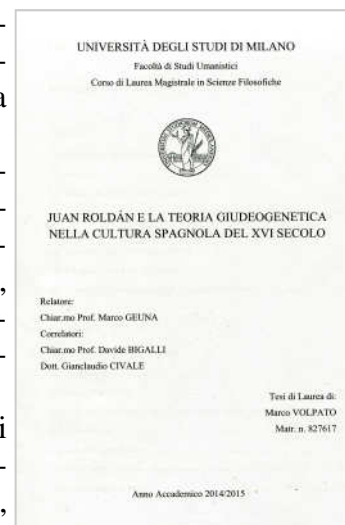 -
-
a
-
-
-
,
-
-
i
-
,
UNIVERSITÀ DEGLI STUDI DI MILANO
Facoltà di Studi Umanistici
Corso di Laurea Magistrale in Scienze Filosofiche
JUAN ROLDÁN E LA TEORIA GIUDEOGENETICA
NELLA CULTURA SPAGNOLA DEL XVI SECOLO
Relatore:
Chiar.mo Prof. Marco GEUNA
Correlatori:
Chiar.mo Prof. Davide BIGALLI
Dott. Gianclaudio CIVALE
Tesi di Laurea di:
Marco VOLPATO
Matr. n. 827617
Anno Accademico 2014/2015